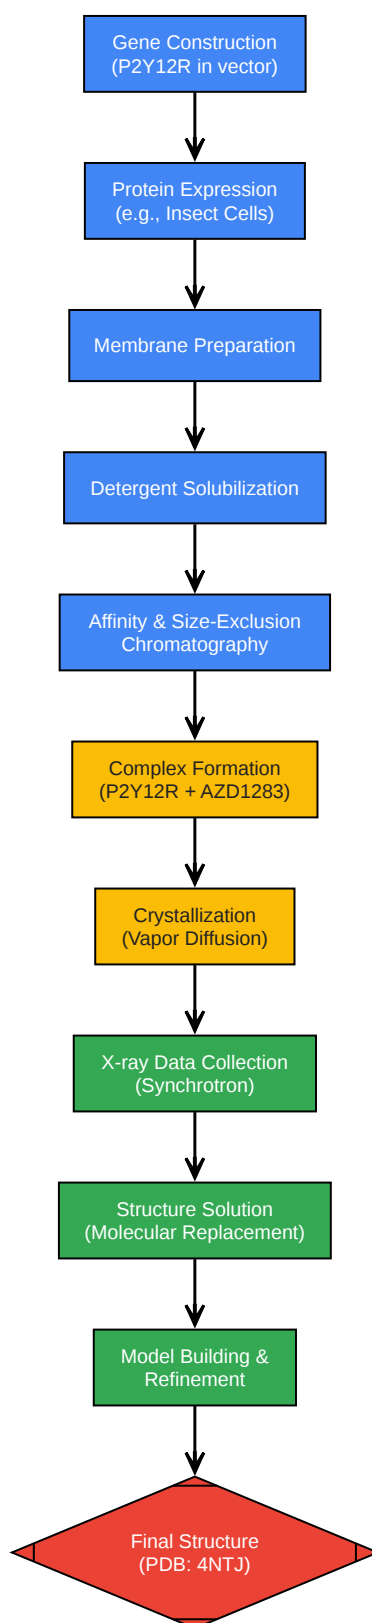 Gene Construction
(P2Y12R in vector)
Protein Expression
(e.g., Insect Cells)
Membrane Preparation
Detergent Solubilization
Affinity & Size-Exclusion
Chromatography
Complex Formation
(P2Y12R + AZD1283)
Crystallization
(Vapor Diffusion)
X-ray Data Collection
(Synchrotron)
Structure Solution
(Molecular Replacement)
Model Building &
Refinement
Final Structure
(PDB: 4NTJ)